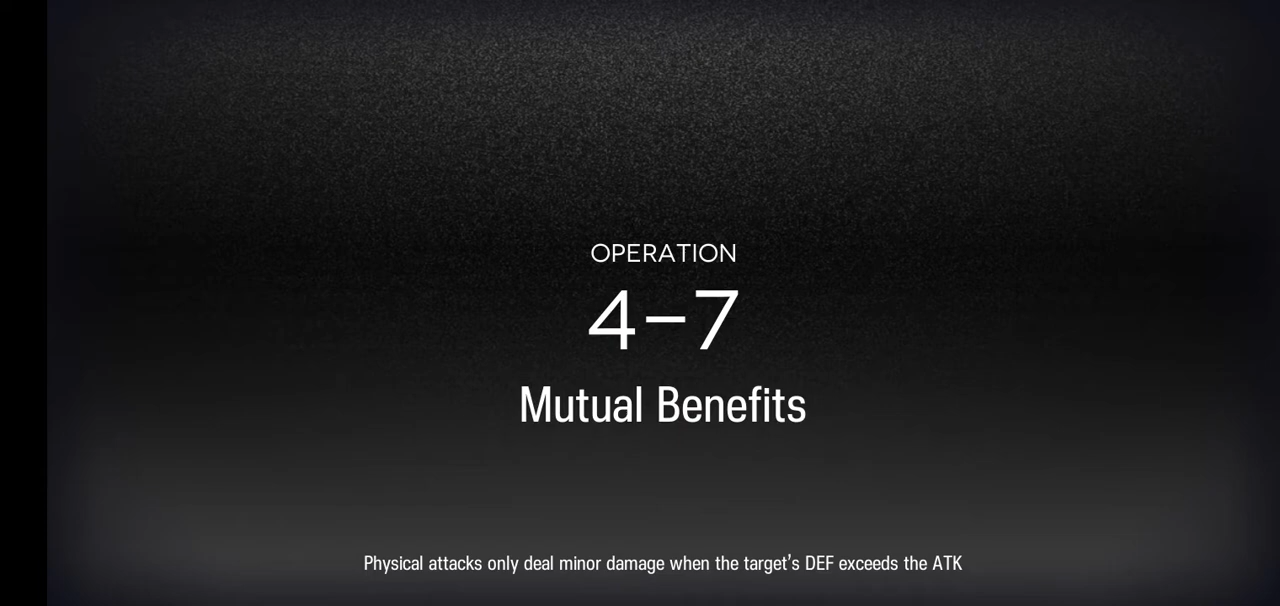 OPERATION
4–7
Mutual Benefits
Physical attacks only deal minor damage when the target's DEF exceeds the ATK